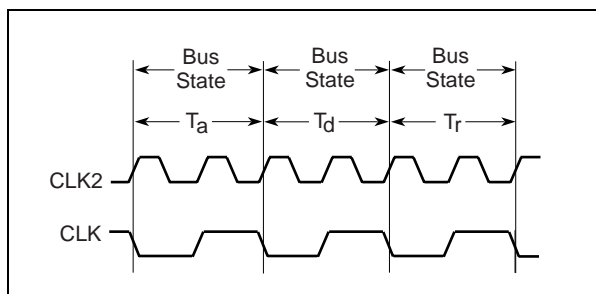 Bus State
Bus State
Bus State
Ta
Td
Tr
CLK2
CLK